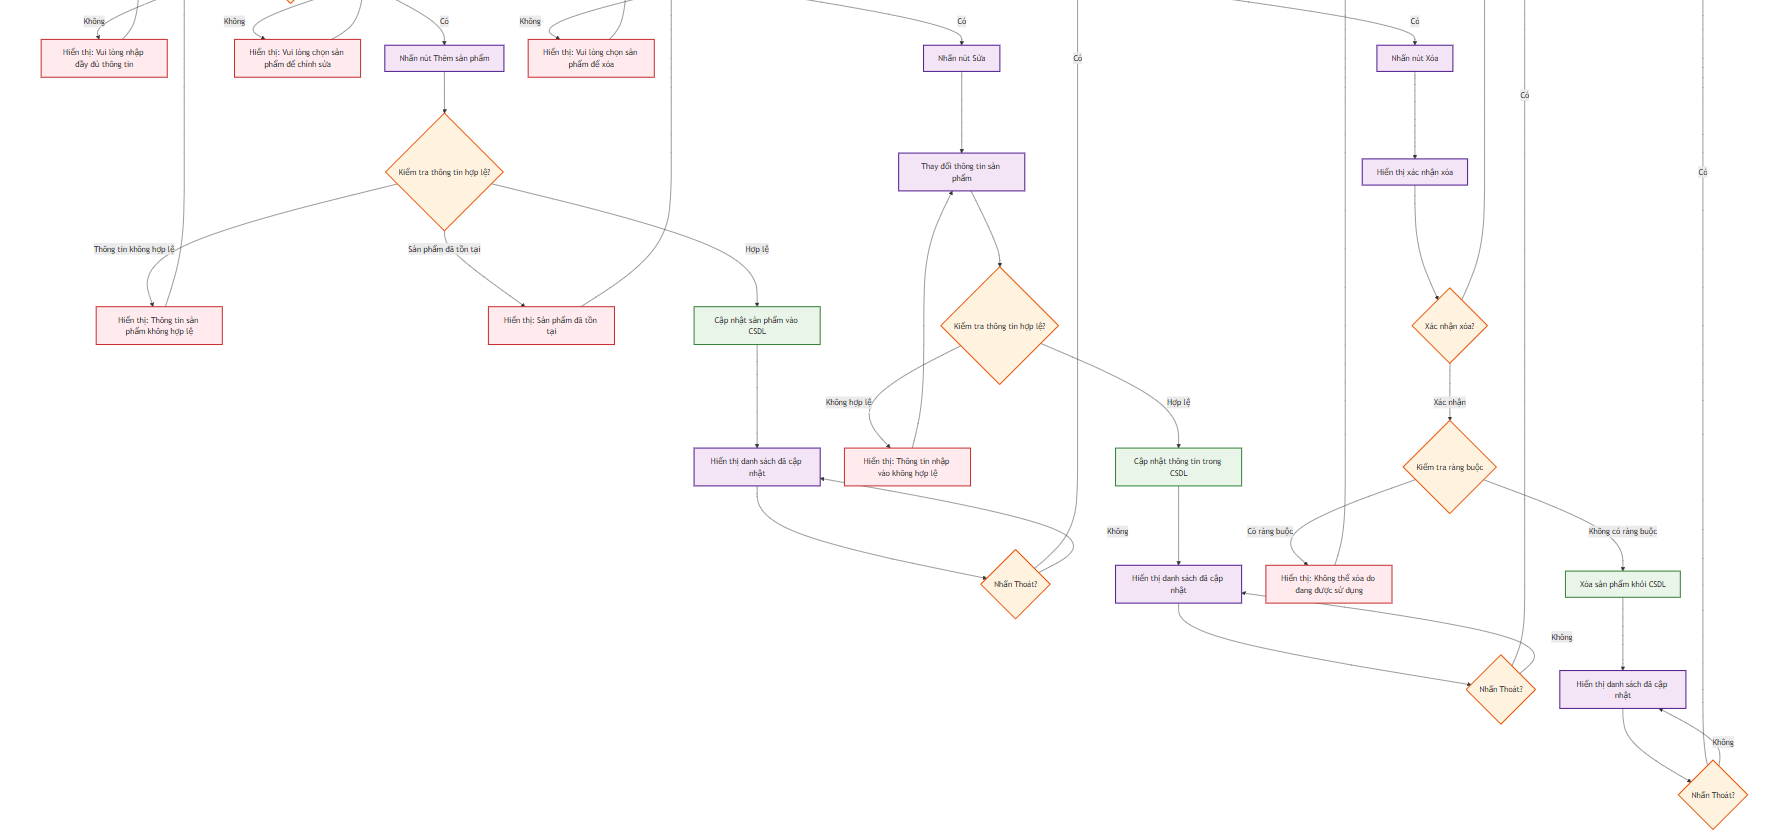 Không
Không
Có
Không
Có
Có
Hiển thị: Vui lòng nhập
đầy đủ thông tin
Hiển thị: Vui lòng chọn sản
phẩm để chỉnh sửa
Nhấn nút Thêm sản phẩm
Hiển thị: Vui lòng chọn sản
phẩm để xóa
Nhấn nút Sửa
Có
Nhấn nút Xóa
Có
Kiểm tra thông tin hợp lệ?
Thay đổi thông tin sản
phẩm
Hiển thị xác nhận xóa
Có
Thông tin không hợp lệ
Sản phẩm đã tồn tại
Hợp lệ
Hiển thị: Thông tin sản
phẩm không hợp lệ
Hiển thị: Sản phẩm đã tồn
tại
Cập nhật sản phẩm vào
CSDL
Kiểm tra thông tin hợp lệ?
Xác nhận xóa?
Không hợp lệ
Hợp lệ
Xác nhận
Hiển thị danh sách đã cập
nhật
Hiển thị: Thông tin nhập
vào không hợp lệ
Cập nhật thông tin trong
CSDL
Kiểm tra ràng buộc
Không
Có ràng buộc
Không có ràng buộc
Nhấn Thoát?
Hiển thị danh sách đã cập
nhật
Hiển thị: Không thể xóa do
đang được sử dụng
Xóa sản phẩm khỏi CSDL
Không
Nhấn Thoát?
Hiển thị danh sách đã cập
nhật
Không
Nhấn Thoát?